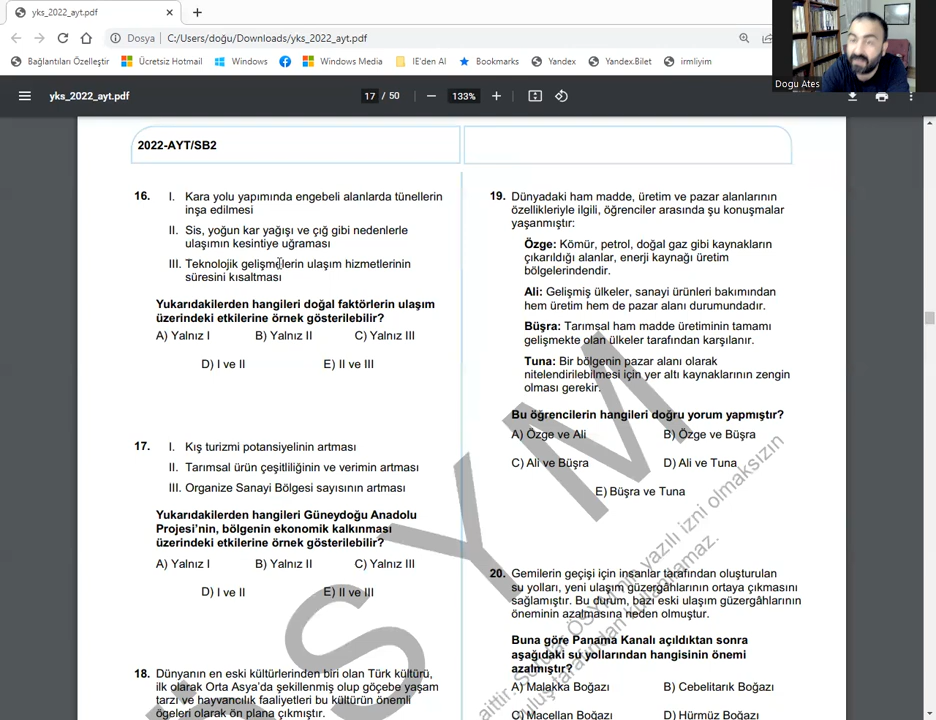 yks_2022_ayt.pdf
Dosya
C:/Users/doğu/Downloads/yks_2022_ayt.pdf
Bağlantıları Özelleştir
Ücretsiz Hotmail
Windows
Windows Media
IE'den Al
Bookmarks
Yandex
Yandex.Bilet
irmliyim
Dogu Ates
yks_2022_ayt.pdf
17 / 50
133%
2022-AYT/SB2
16. I. Kara yolu yapımında engebeli alanlarda tünellerin
inşa edilmesi
II. Sis, yoğun kar yağışı ve çığ gibi nedenlerle
ulaşımın kesintiye uğraması
III. Teknolojik gelişmelerin ulaşım hizmetlerinin
süresini kısaltması
Yukarıdakilerden hangileri doğal faktörlerin ulaşım
üzerindeki etkilerine örnek gösterilebilir?
A) Yalnız I B) Yalnız II C) Yalnız III
D) I ve II E) II ve III
17. I. Kış turizmi potansiyelinin artması
II. Tarımsal ürün çeşitliliğinin ve verimin artması
III. Organize Sanayi Bölgesi sayısının artması
Yukarıdakilerden hangileri Güneydoğu Anadolu
Projesi'nin, bölgenin ekonomik kalkınması
üzerindeki etkilerine örnek gösterilebilir?
A) Yalnız I B) Yalnız II C) Yalnız III
D) I ve II E) II ve III
18. Dünyanın en eski kültürlerinden biri olan Türk kültürü,
ilk olarak Orta Asya'da şekillenmiş olup göçebe yaşam
tarzı ve hayvancılık faaliyetleri bu kültürün önemli
ögeleri olarak ön plana çıkmıştır.
19. Dünyadaki ham madde, üretim ve pazar alanlarının
özellikleriyle ilgili, öğrenciler arasında şu konuşmalar
yaşanmıştır:
Özge: Kömür, petrol, doğal gaz gibi kaynakların
çıkarıldığı alanlar, enerji kaynağı üretim
bölgelerindendir.
Ali: Gelişmiş ülkeler, sanayi ürünleri bakımından
hem üretim hem de pazar alanı durumundadır.
Büşra: Tarımsal ham madde üretiminin tamamı
gelişmekte olan ülkeler tarafından karşılanır.
Tuna: Bir bölgenin pazar alanı olarak
nitelendirilebilmesi için yer altı kaynaklarının zengin
olması gerekir.
Bu öğrencilerin hangileri doğru yorum yapmıştır?
A) Özge ve Ali B) Özge ve Büşra
C) Ali ve Büşra D) Ali ve Tuna
E) Büşra ve Tuna
20. Gemilerin geçişi için insanlar tarafından oluşturulan
su yolları, yeni ulaşım güzergâhlarının ortaya çıkmasını
sağlamıştır. Bu durum, bazı eski ulaşım güzergâhlarının
öneminin azalmasına neden olmuştur.
Buna göre Panama Kanalı açıldıktan sonra
aşağıdaki su yollarından hangisinin önemi
azalmıştır?
A) Malakka Boğazı B) Cebelitarık Boğazı
C) Macellan Boğazı D) Hürmüz Boğazı
SYM
ÖSYM'nin yazılı izni olmaksızın
kullanılamaz.